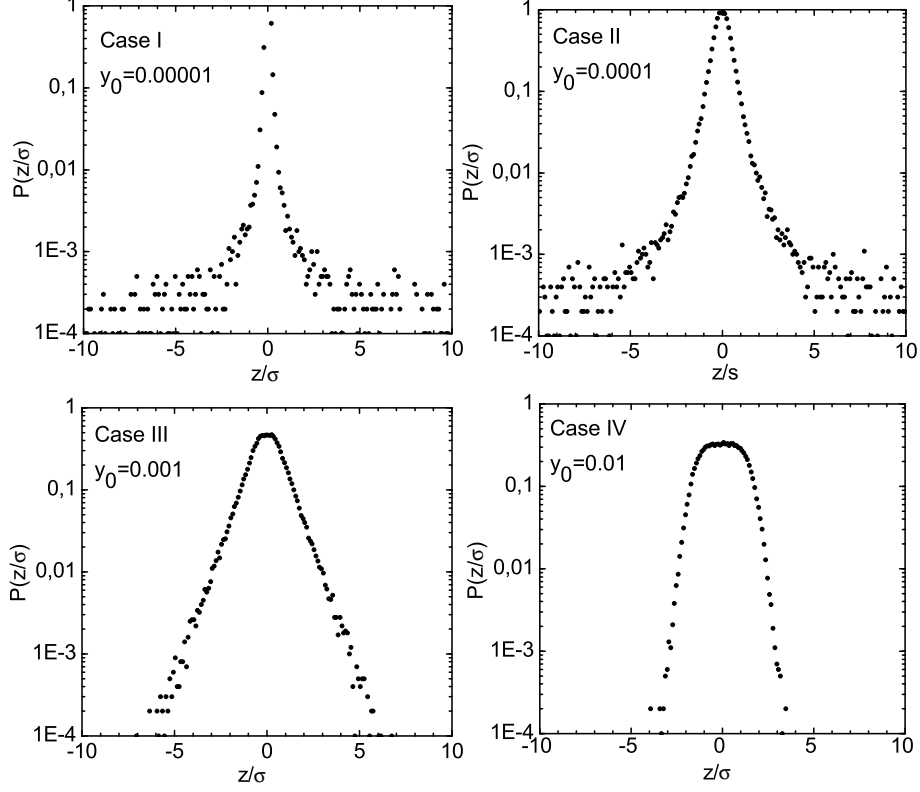 1
Case I
y0=0.00001
0,1
P(z/σ)
0,01
1E-3
1E-4
-10 -5 0 5 10
z/σ
1
Case II
y0=0.0001
0,1
P(z/σ)
0,01
1E-3
1E-4
-10 -5 0 5 10
z/s
1
Case III
y0=0.001
0,1
P(z/σ)
0,01
1E-3
1E-4
-10 -5 0 5 10
z/σ
1
Case IV
y0=0.01
0,1
P(z/σ)
0,01
1E-3
1E-4
-10 -5 0 5 10
z/σ